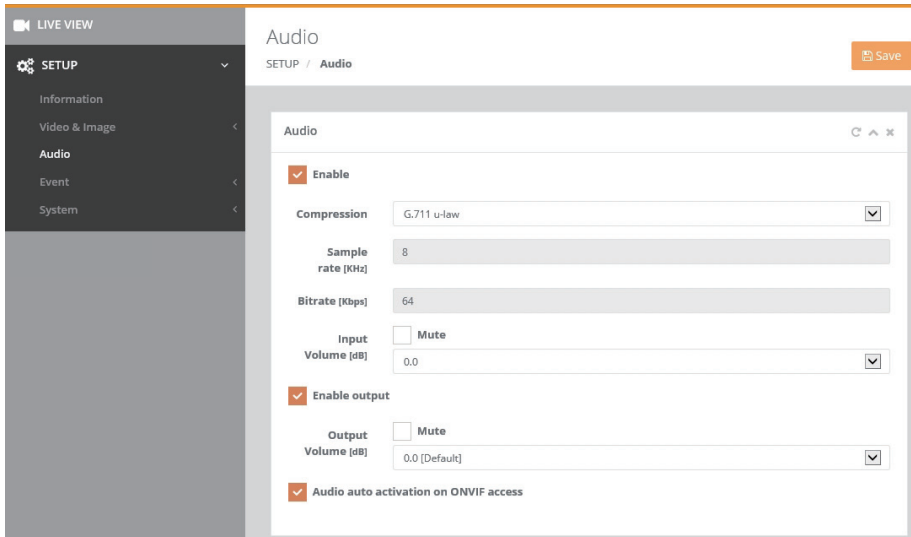 LIVE VIEW
SETUP
Information
Video & Image
Audio
Event
System
Audio
SETUP / Audio
Save
Audio
Enable
Compression
G.711 u-law
Sample
rate [KHz]
8
Bitrate [Kbps]
64
Input
Volume [dB]
Mute
0.0
Enable output
Output
Volume [dB]
Mute
0.0 [Default]
Audio auto activation on ONVIF access